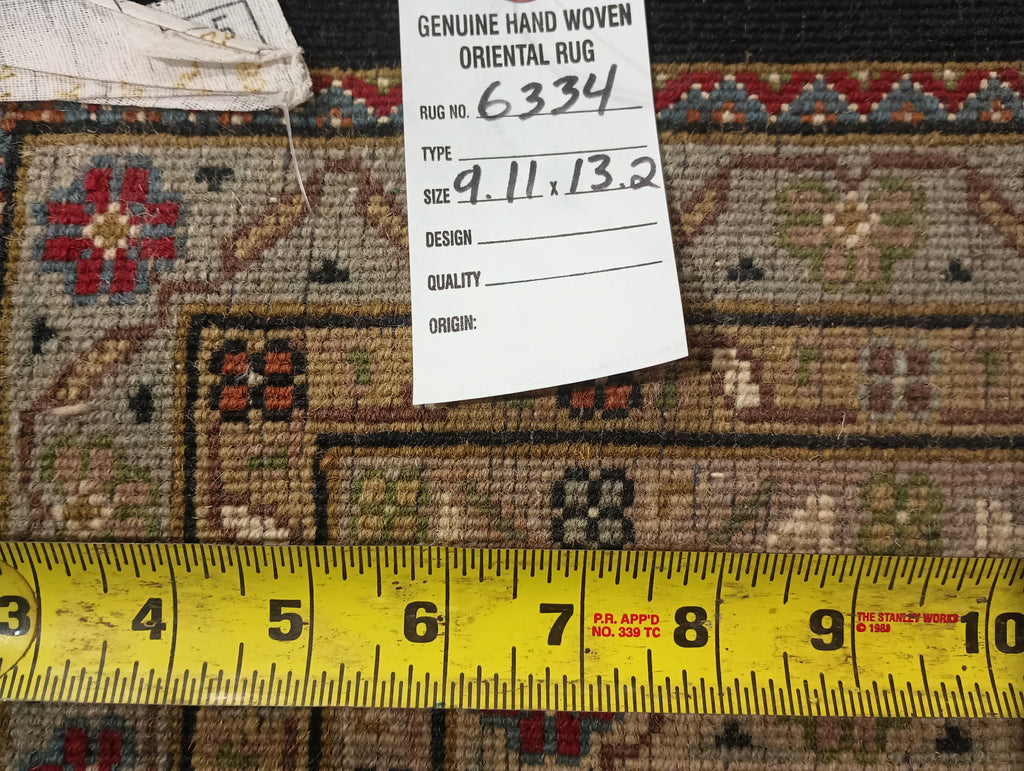 GENUINE HAND WOVEN
ORIENTAL RUG
RUG NO. 6334
TYPE
SIZE 9.11 x 13.2
DESIGN
QUALITY
ORIGIN:
3 4 5 6 7 8 9 10
P.R. APP'D
NO. 339 TC
THE STANLEY WORKS